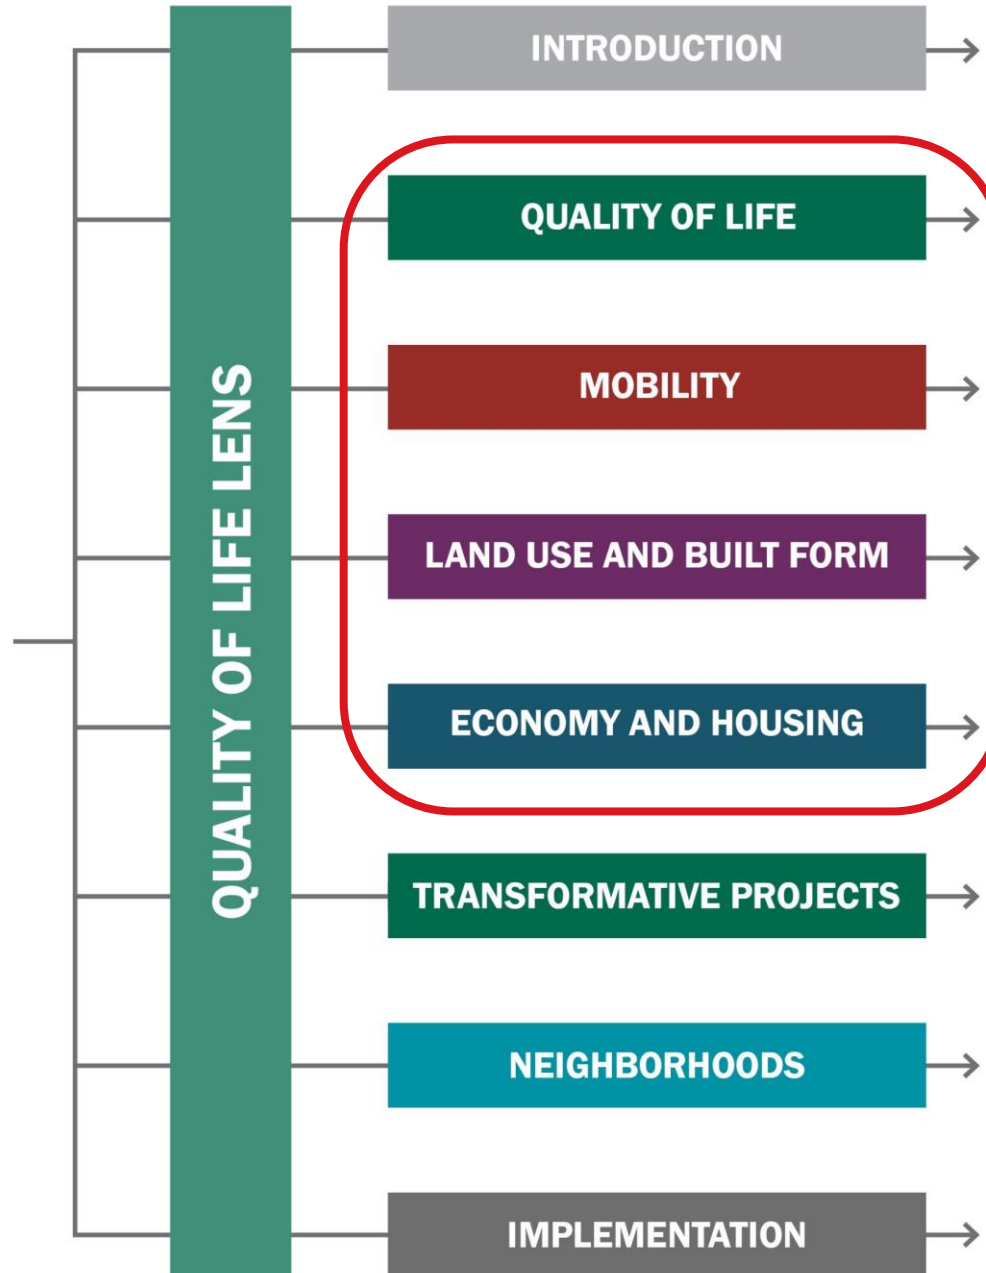 QUALITY OF LIFE LENS
INTRODUCTION
QUALITY OF LIFE
MOBILITY
LAND USE AND BUILT FORM
ECONOMY AND HOUSING
TRANSFORMATIVE PROJECTS
NEIGHBORHOODS
IMPLEMENTATION